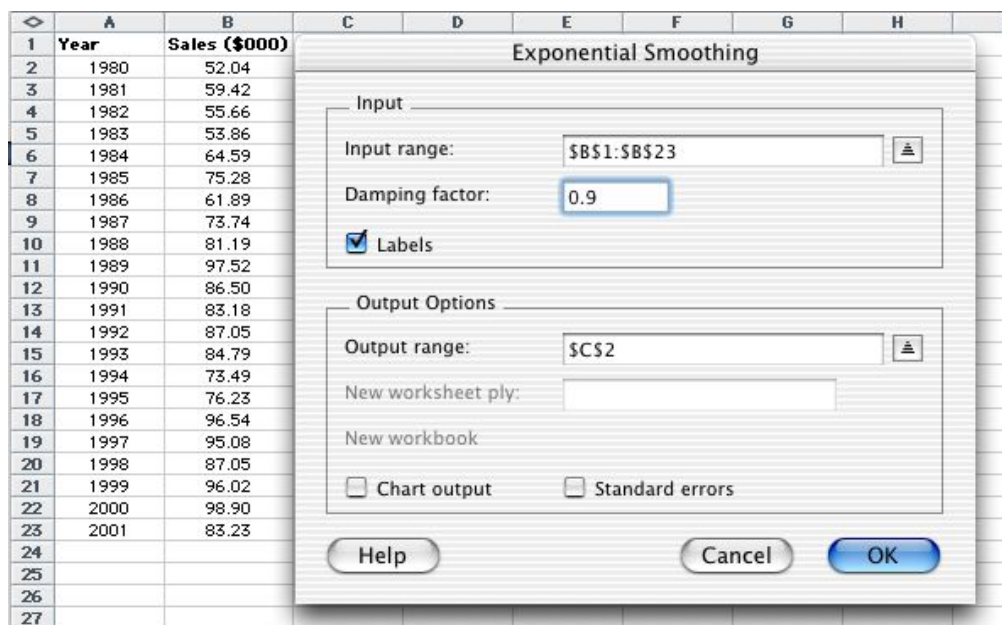 A B C D E F G H
1 Year Sales ($000)
2 1980 52.04
3 1981 59.42
4 1982 55.66
5 1983 53.86
6 1984 64.59
7 1985 75.28
8 1986 61.89
9 1987 73.74
10 1988 81.19
11 1989 97.52
12 1990 86.50
13 1991 83.18
14 1992 87.05
15 1993 84.79
16 1994 73.49
17 1995 76.23
18 1996 96.54
19 1997 95.08
20 1998 87.05
21 1999 96.02
22 2000 98.90
23 2001 83.23
24
25
26
27
Exponential Smoothing
Input
Input range: $B$1:$B$23
Damping factor: 0.9
Labels
Output Options
Output range: $C$2
New worksheet ply:
New workbook
Chart output Standard errors
Help Cancel OK